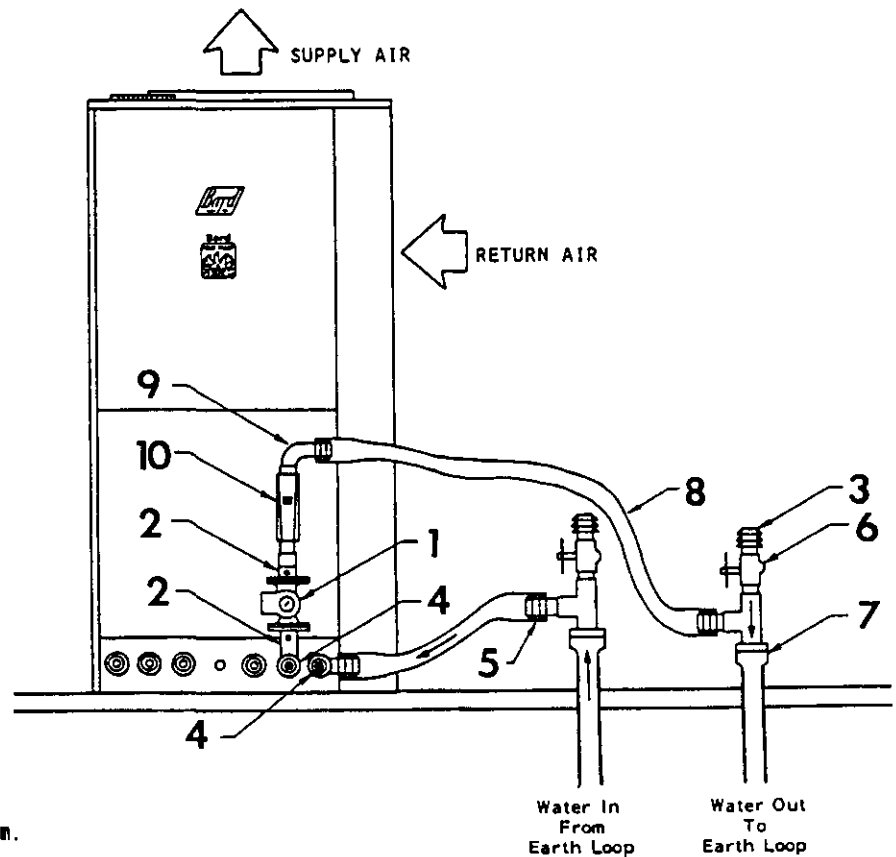 SUPPLY AIR
Bard
RETURN AIR
9
10
8
3
2
1
6
2
4
7
5
4
Water In
From
Earth Loop
Water Out
To
Earth Loop
m.